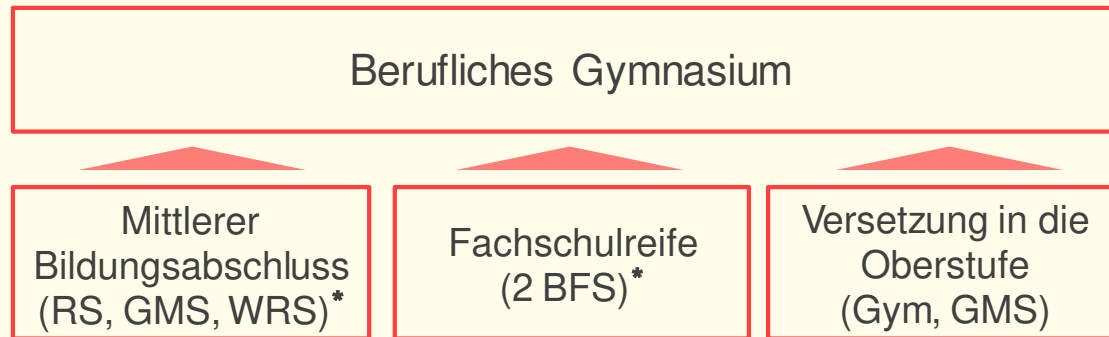 Berufliches Gymnasium
Mittlerer
Bildungsabschluss
(RS, GMS, WRS)*
Fachschulreife
(2 BFS)*
Versetzung in die
Oberstufe
(Gym, GMS)